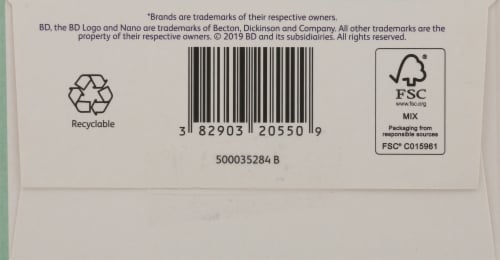 *Brands are trademarks of their respective owners.
BD, the BD Logo and Nano are trademarks of Becton, Dickinson and Company. All other trademarks are the
property of their respective owners. © 2019 BD and its subsidiairies. All rights reserved.
Recyclable
3 82903 20550 9
500035284 B
FSC
www.fsc.org
MIX
Packaging from
responsible sources
FSC® C015961